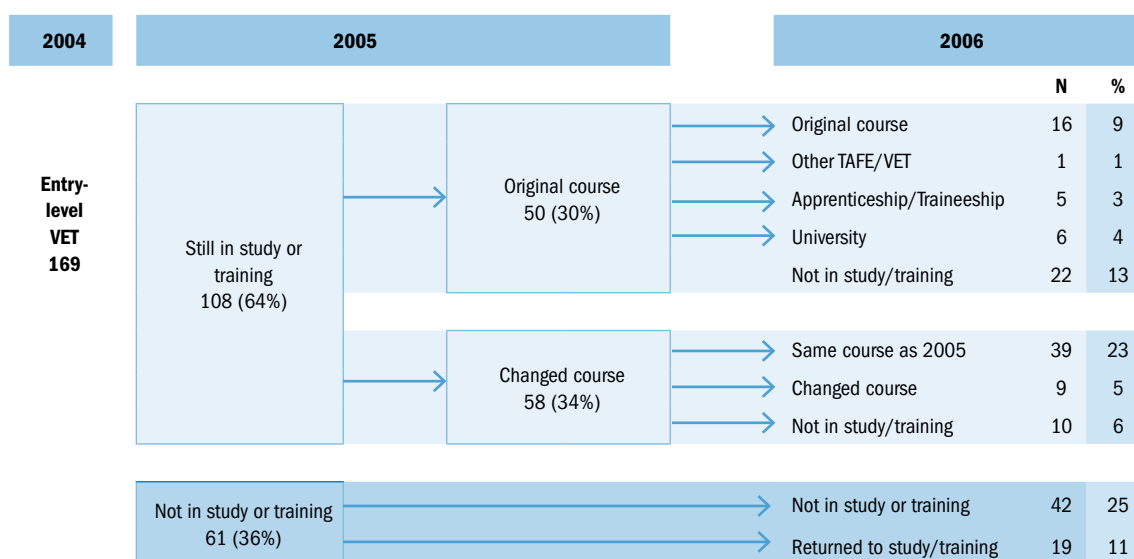 2004 2005 2006
N %
Entry-
level
VET
169
Still in study or
training
108 (64%)
Original course
50 (30%)
Original course 16 9
Other TAFE/VET 1 1
Apprenticeship/Traineeship 5 3
University 6 4
Not in study/training 22 13
Changed course
58 (34%)
Same course as 2005 39 23
Changed course 9 5
Not in study/training 10 6
Not in study or training
61 (36%)
Not in study or training 42 25
Returned to study/training 19 11